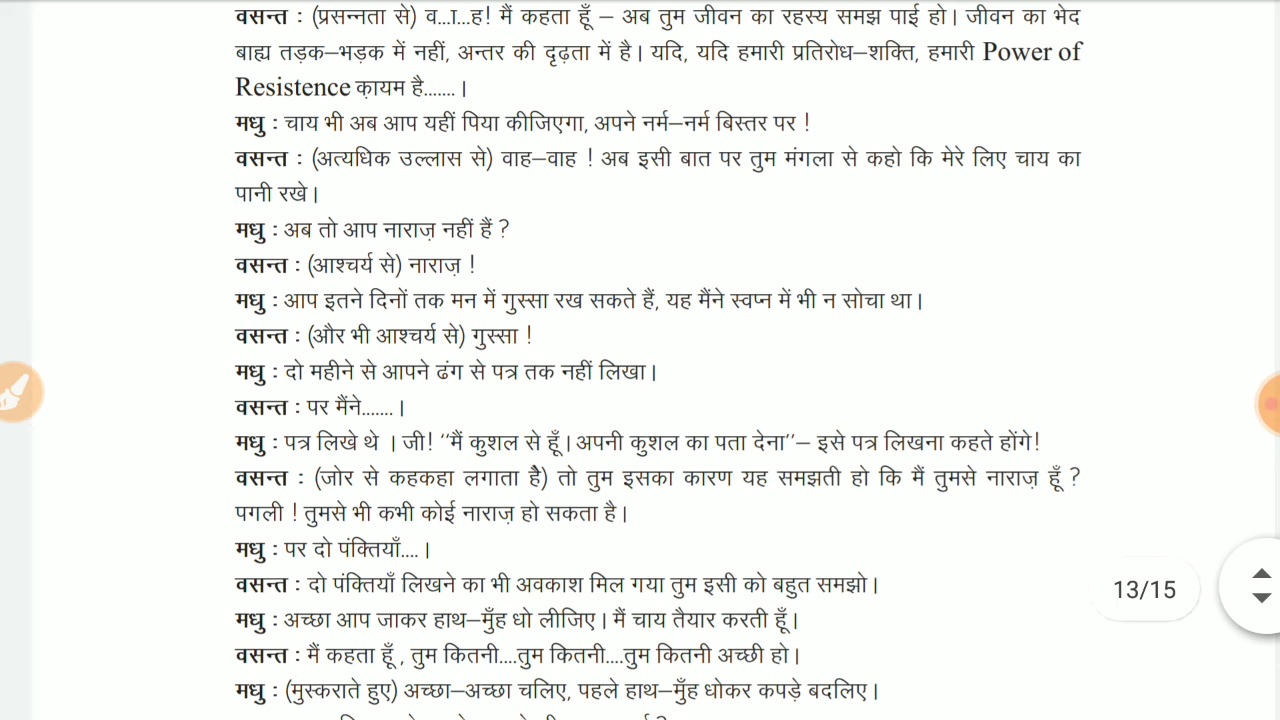 वसन्त : (प्रसन्नता से) व...ा...ह! मैं कहता हूँ – अब तुम जीवन का रहस्य समझ पाई हो। जीवन का भेद
बाह्य तड़क–भड़क में नहीं, अन्तर की दृढ़ता में है। यदि, यदि हमारी प्रतिरोध–शक्ति, हमारी Power of
Resistence क़ायम है.......।
मधु : चाय भी अब आप यहीं पिया कीजिएगा, अपने नर्म–नर्म बिस्तर पर !
वसन्त : (अत्यधिक उल्लास से) वाह–वाह ! अब इसी बात पर तुम मंगला से कहो कि मेरे लिए चाय का
पानी रखे।
मधु : अब तो आप नाराज़ नहीं हैं ?
वसन्त : (आश्चर्य से) नाराज़ !
मधु : आप इतने दिनों तक मन में गुस्सा रख सकते हैं, यह मैंने स्वप्न में भी न सोचा था।
वसन्त : (और भी आश्चर्य से) गुस्सा !
मधु : दो महीने से आपने ढंग से पत्र तक नहीं लिखा।
वसन्त : पर मैंने.......।
मधु : पत्र लिखे थे । जी! ‘‘मैं कुशल से हूँ। अपनी कुशल का पता देना’’– इसे पत्र लिखना कहते होंगे!
वसन्त : (जोर से कहकहा लगाता है) तो तुम इसका कारण यह समझती हो कि मैं तुमसे नाराज़ हूँ ?
पगली ! तुमसे भी कभी कोई नाराज़ हो सकता है।
मधु : पर दो पंक्तियाँ....।
वसन्त : दो पंक्तियाँ लिखने का भी अवकाश मिल गया तुम इसी को बहुत समझो।
13/15
मधु : अच्छा आप जाकर हाथ–मुँह धो लीजिए। मैं चाय तैयार करती हूँ।
वसन्त : मैं कहता हूँ , तुम कितनी....तुम कितनी....तुम कितनी अच्छी हो।
मधु : (मुस्कराते हुए) अच्छा–अच्छा चलिए, पहले हाथ–मुँह धोकर कपड़े बदलिए।